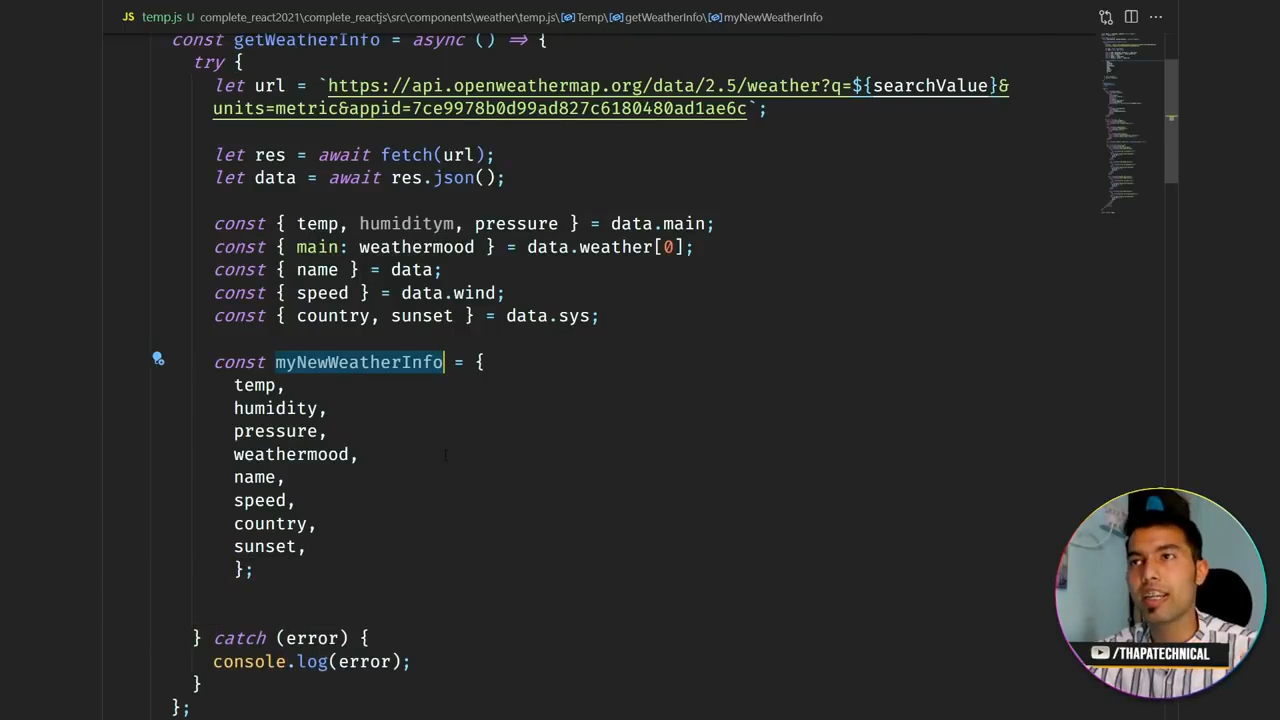 JS temp.js U complete_react2021\complete_reactjs\src\components\weather\temp.js\Temp\getWeatherInfo\myNewWeatherInfo
const getWeatherInfo = async () => {
try {
let url = `https://api.openweathermap.org/data/2.5/weather?q=${searchValue}&
units=metric&appid=7ce9978b0d99ad827c6180480ad1ae6c`;
let res = await fetch(url);
let data = await res.json();
const { temp, humiditym, pressure } = data.main;
const { main: weathermood } = data.weather[0];
const { name } = data;
const { speed } = data.wind;
const { country, sunset } = data.sys;
const myNewWeatherInfo = {
temp,
humidity,
pressure,
weathermood,
name,
speed,
country,
sunset,
};
} catch (error) {
console.log(error);
}
};
/THAPATECHNICAL